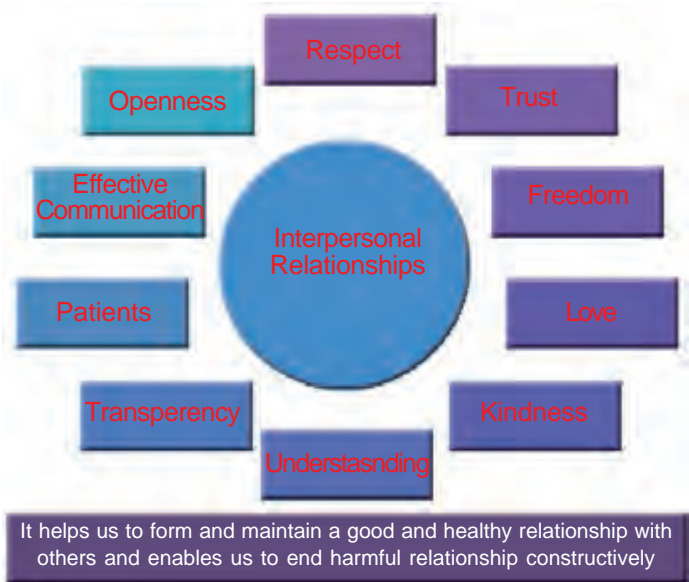 Respect
Openness
Trust
Effective
Communication
Freedom
Interpersonal
Relationships
Patients
Love
Transperency
Kindness
Understasnding
It helps us to form and maintain a good and healthy relationship with
others and enables us to end harmful relationship constructively